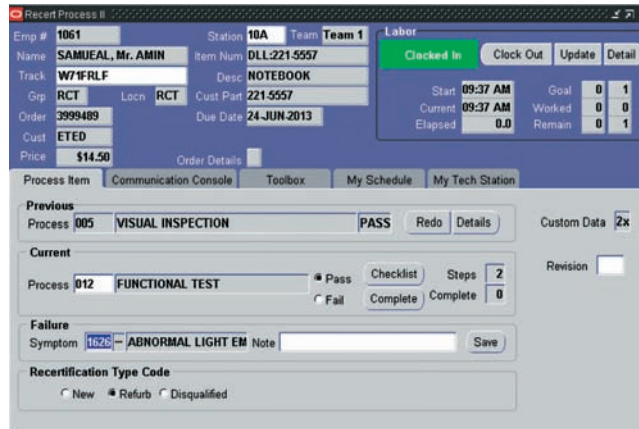 Recert Process II
Emp # 1061 Station 10A Team Team 1 Labor
Name SAMUEAL, Mr. AMIN Item Num DLL:221-5557 Clocked In Clock Out Update Detail
Track W71FRLF Desc NOTEBOOK
Grp RCT Locn RCT Cust Part 221-5557 Start 09:37 AM Goal 0 1
Order 3999489 Due Date 24-JUN-2013 Current 09:37 AM Worked 0 0
Cust ETED Elapsed 0.0 Remain 0 1
Price $14.50 Order Details
Process Item Communication Console Toolbox My Schedule My Tech Station
Previous
Process 005 VISUAL INSPECTION PASS Redo Details Custom Data 2x
Current
Process 012 FUNCTIONAL TEST Pass Checklist Steps 2 Revision
Fail Complete Complete 0
Failure
Symptom 1626 - ABNORMAL LIGHT EM Note Save
Recertification Type Code
New Refurb Disqualified